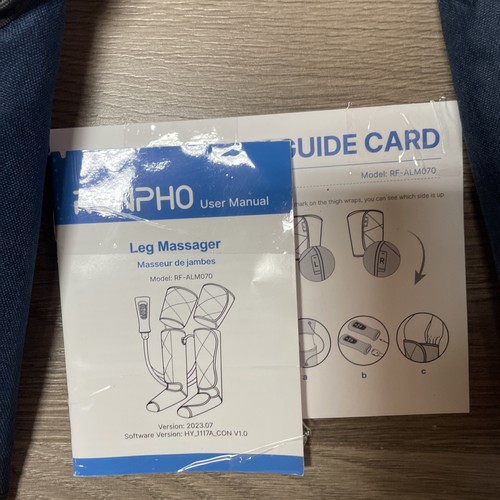 GUIDE CARD
Model: RF-ALM070
mark on the thigh wraps, you can see which side is up.
L
R
a
b
c
User Manual
Leg Massager
Masseur de jambes
Model: RF-ALM070
Version: 2023.07
Software Version: HY_1117A_CON V1.0